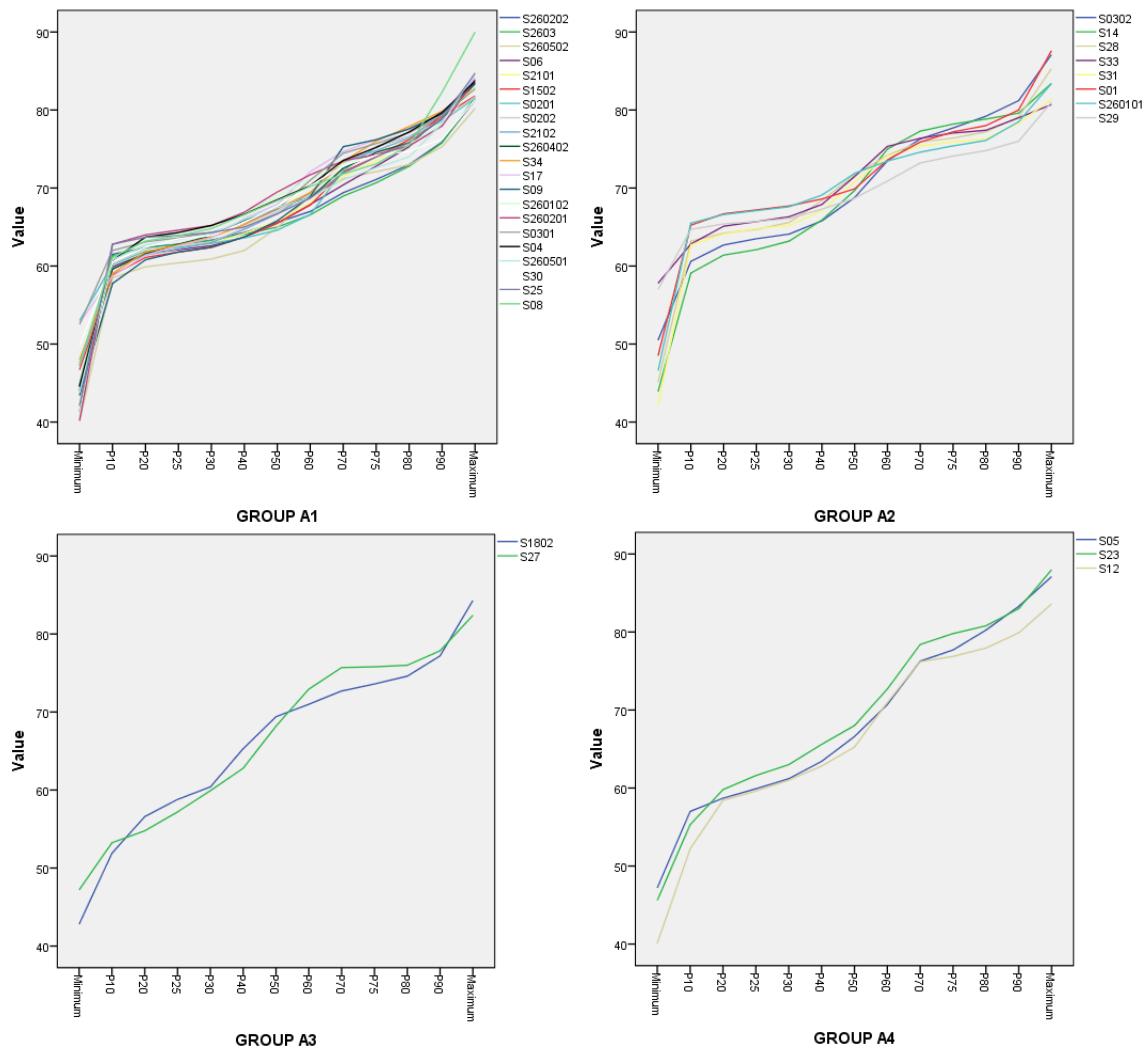 90
80
70
60
50
40
Value
Minimum
P10
P20
P25
P30
P40
P50
P60
P70
P75
P80
P90
Maximum
GROUP A1
S260202
S2603
S260502
S06
S2101
S1502
S0201
S0202
S2102
S260402
S34
S17
S09
S260102
S260201
S0301
S04
S260501
S30
S25
S08
90
80
70
60
50
40
Value
Minimum
P10
P20
P25
P30
P40
P50
P60
P70
P75
P80
P90
Maximum
GROUP A2
S0302
S14
S28
S33
S31
S01
S260101
S29
90
80
70
60
50
40
Value
Minimum
P10
P20
P25
P30
P40
P50
P60
P70
P75
P80
P90
Maximum
GROUP A3
S1802
S27
90
80
70
60
50
40
Value
Minimum
P10
P20
P25
P30
P40
P50
P60
P70
P75
P80
P90
Maximum
GROUP A4
S05
S23
S12